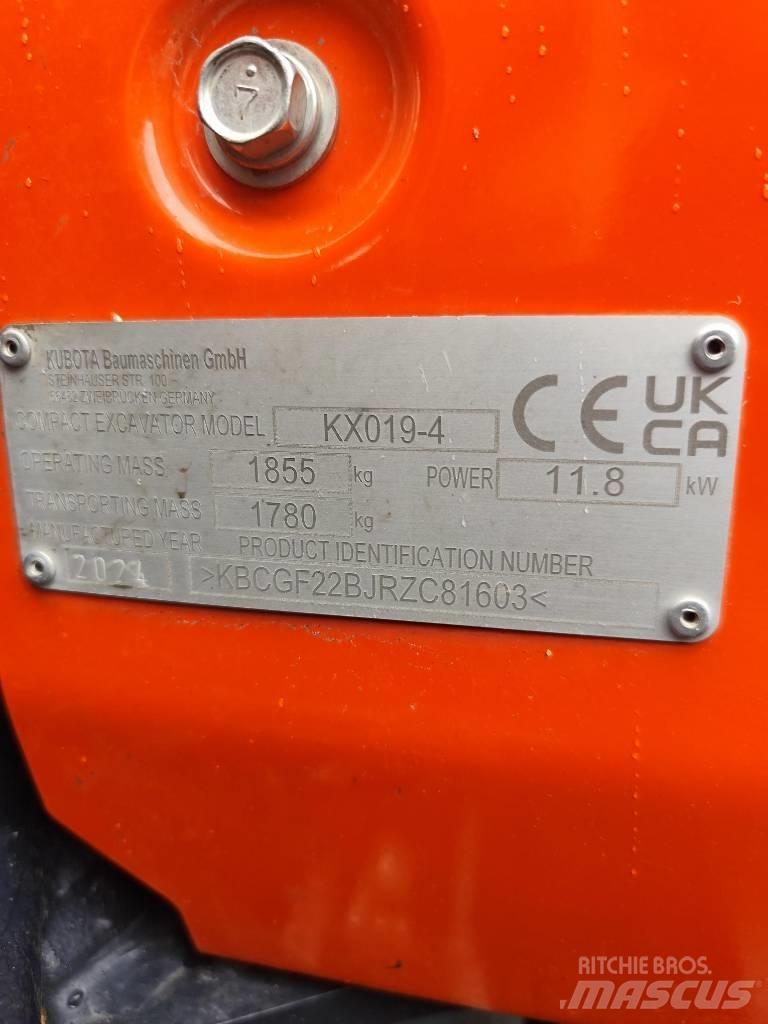 7
KUBOTA Baumaschinen GmbH
STEINHAUSER STR. 100
66482 ZWEIBRÜCKEN GERMANY
COMPACT EXCAVATOR MODEL KX019-4
CE UK CA
OPERATING MASS 1855 kg POWER 11.8 kW
TRANSPORTING MASS 1780 kg
MANUFACTURED YEAR PRODUCT IDENTIFICATION NUMBER
2024 >KBCGF22BJRZC81603<
RITCHIE BROS.
MASCUS